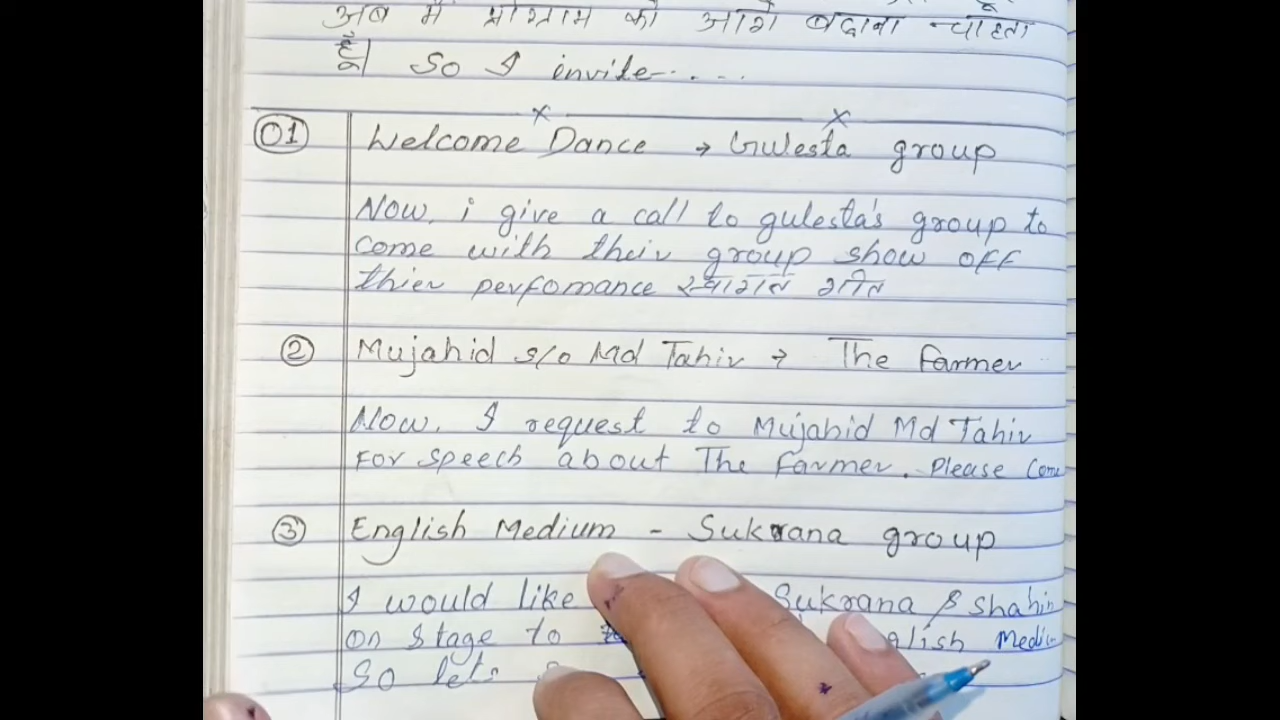 अब मैं प्रोग्राम को आगे बढ़ाना चाहता
हूँ। So I invite.....
01 Welcome Dance → Gulesta group
Now, i give a call to gulesta's group to
come with their group show off
thier perfomance स्वागत गीत
2 Mujahid s/o Md Tahir → The Farmer
Now, I request to Mujahid Md Tahir
For speech about The Farmer. Please Come
3 English Medium - Sukrana group
I would like Sukrana & Shahin
on stage to glish Medi
So lets